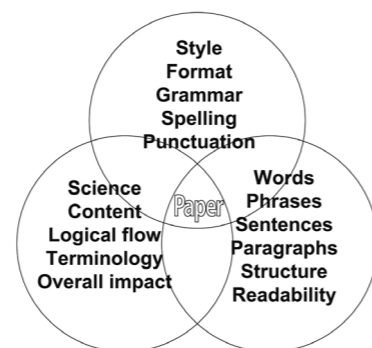 Style
Format
Grammar
Spelling
Punctuation
Science
Content
Logical flow
Terminology
Overall impact
Paper
Words
Phrases
Sentences
Paragraphs
Structure
Readability